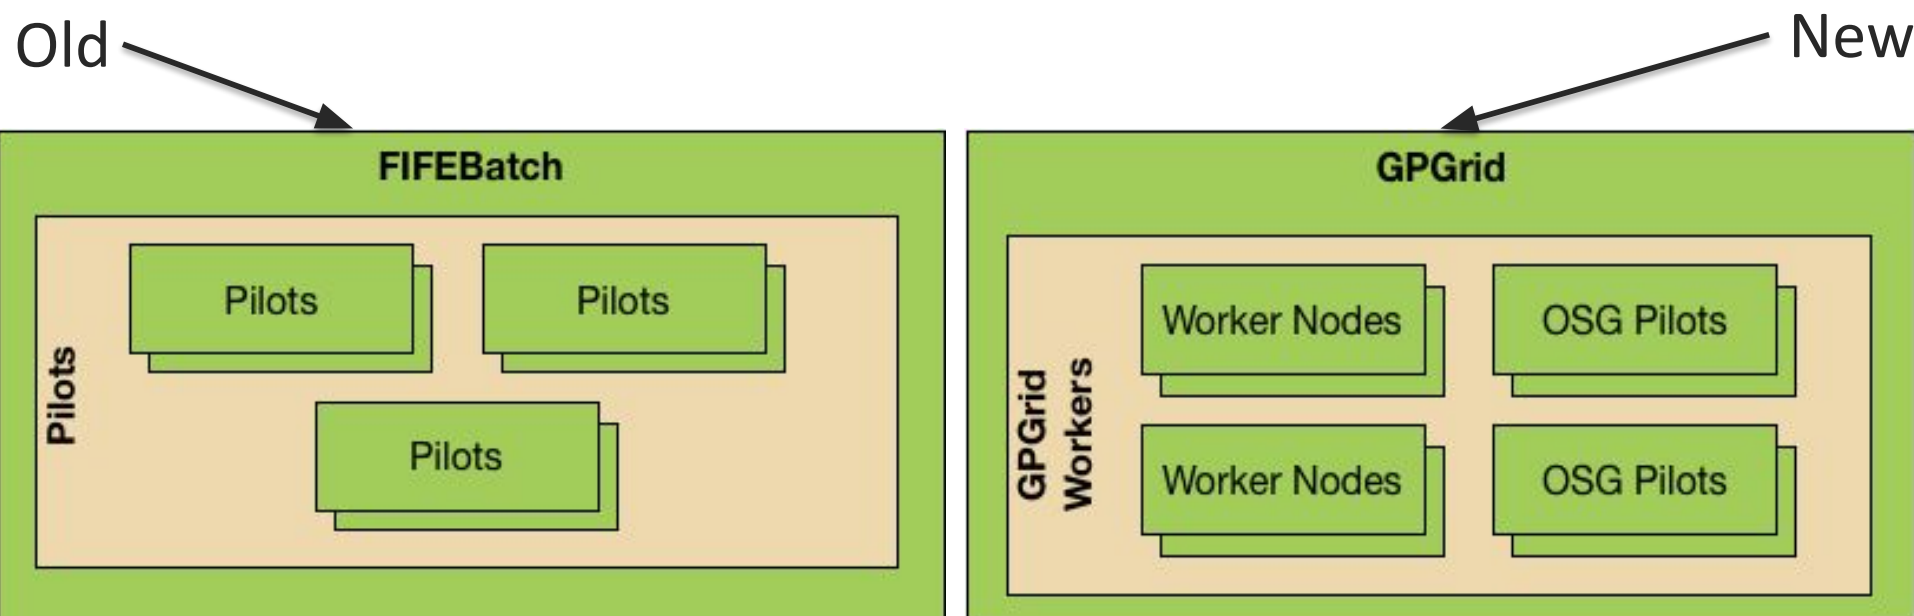 Old
New
FIFEBatch
Pilots
Pilots
Pilots
Pilots
GPGrid
GPGrid
Workers
Worker Nodes
OSG Pilots
Worker Nodes
OSG Pilots